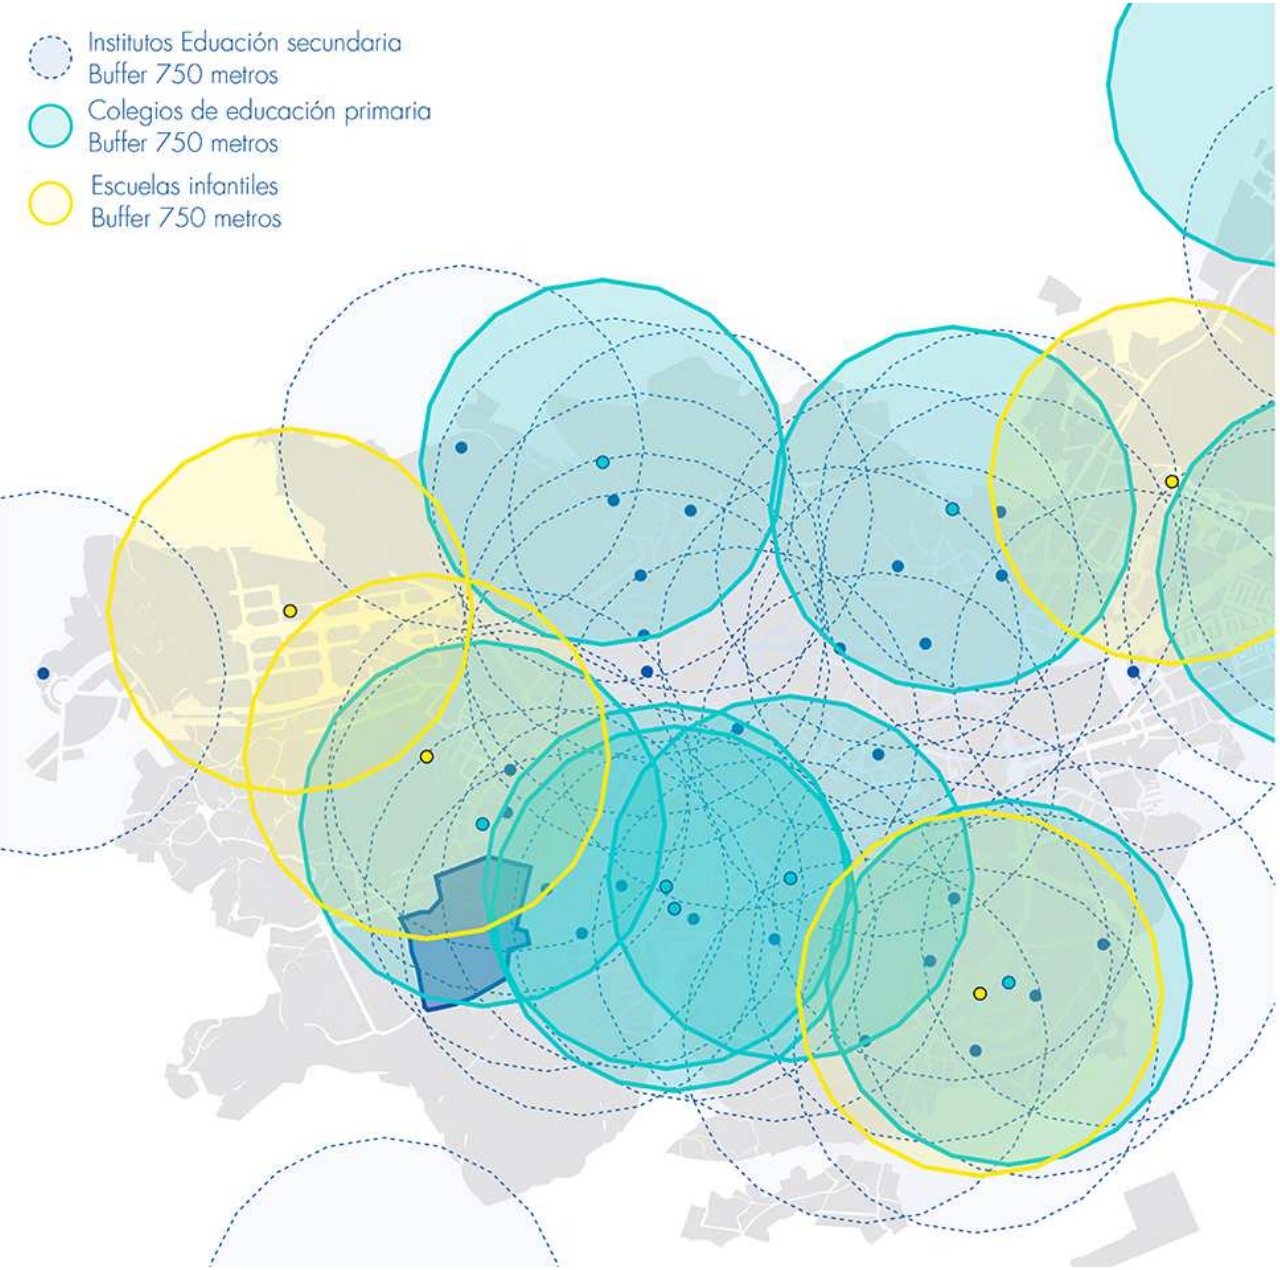 Institutos Eduación secundaria
Buffer 750 metros
Colegios de educación primaria
Buffer 750 metros
Escuelas infantiles
Buffer 750 metros